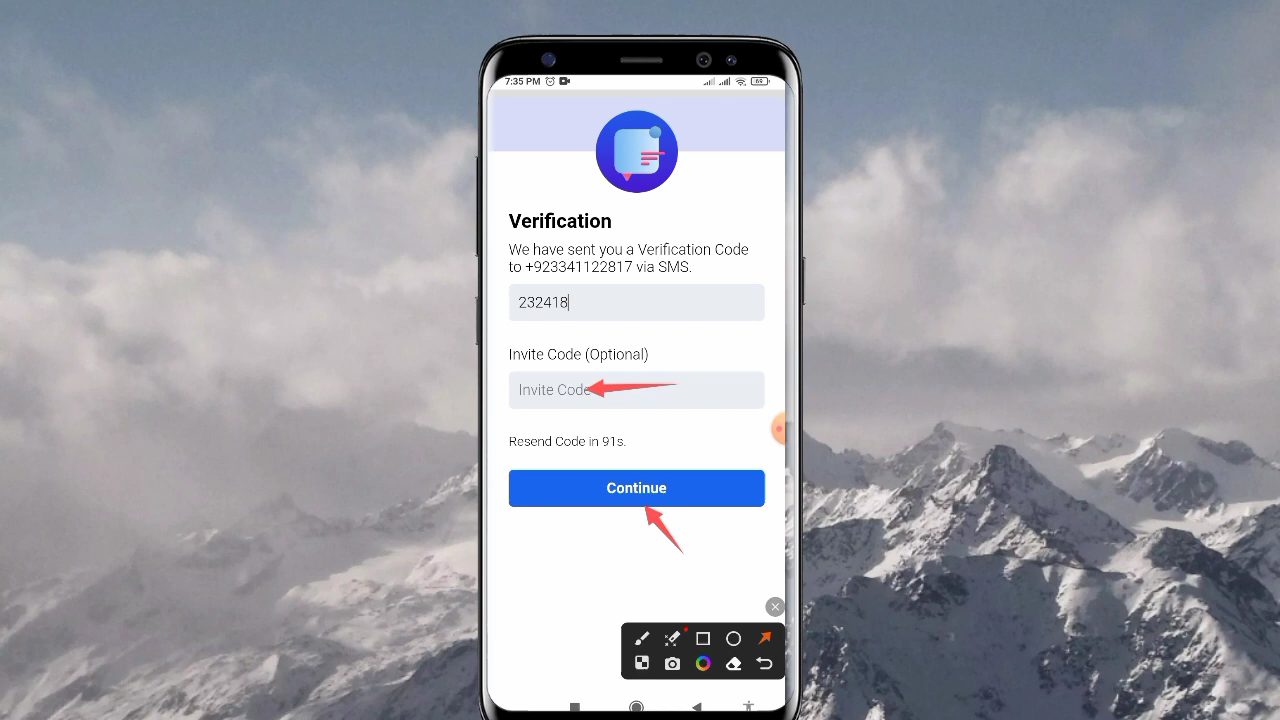 7:35 PM
69
Verification
We have sent you a Verification Code
to +923341122817 via SMS.
232418
Invite Code (Optional)
Invite Code
Resend Code in 91s.
Continue